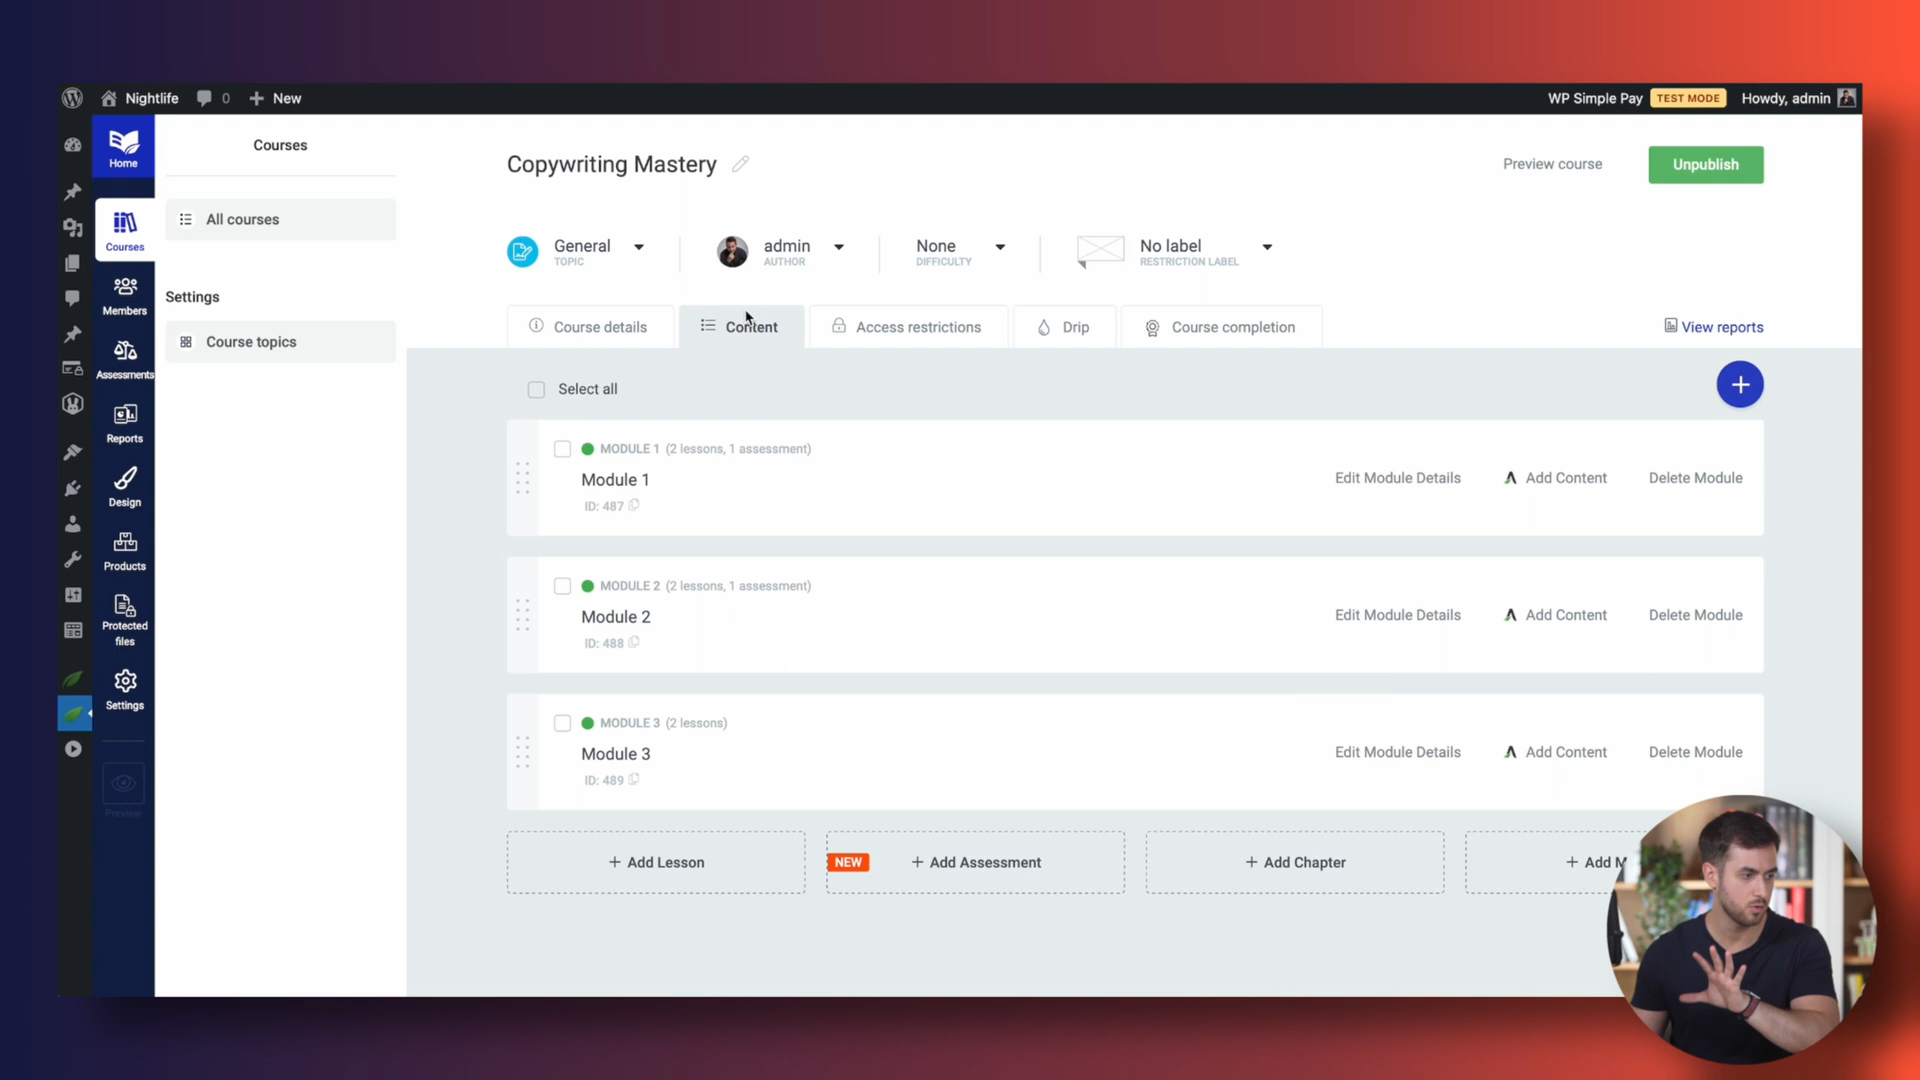 Nightlife 0 New
WP Simple Pay TEST MODE Howdy, admin
Home
Courses
Members
Assessments
Reports
Design
Products
Protected
files
Settings
Preview
Courses
All courses
Settings
Course topics
Copywriting Mastery
Preview course
Unpublish
General
TOPIC
admin
AUTHOR
None
DIFFICULTY
No label
RESTRICTION LABEL
Course details
Content
Access restrictions
Drip
Course completion
View reports
Select all
MODULE 1 (2 lessons, 1 assessment)
Module 1
ID: 487
Edit Module Details
Add Content
Delete Module
MODULE 2 (2 lessons, 1 assessment)
Module 2
ID: 488
Edit Module Details
Add Content
Delete Module
MODULE 3 (2 lessons)
Module 3
ID: 489
Edit Module Details
Add Content
Delete Module
+ Add Lesson
NEW
+ Add Assessment
+ Add Chapter
+ Add